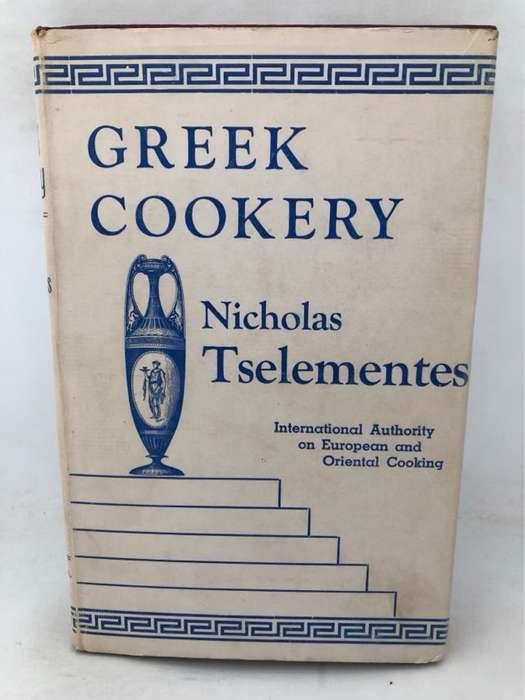 GREEK
COOKERY
Nicholas
Tselementes
International Authority
on European and
Oriental Cooking